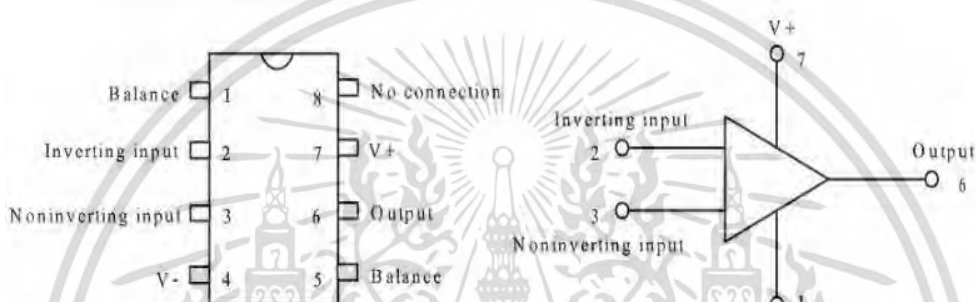 Balance 1 8 No connection
Inverting input 2 7 V+
Noninverting input 3 6 Output
V- 4 5 Balance
V+
7
Inverting input
2
Output
6
3
Noninverting input